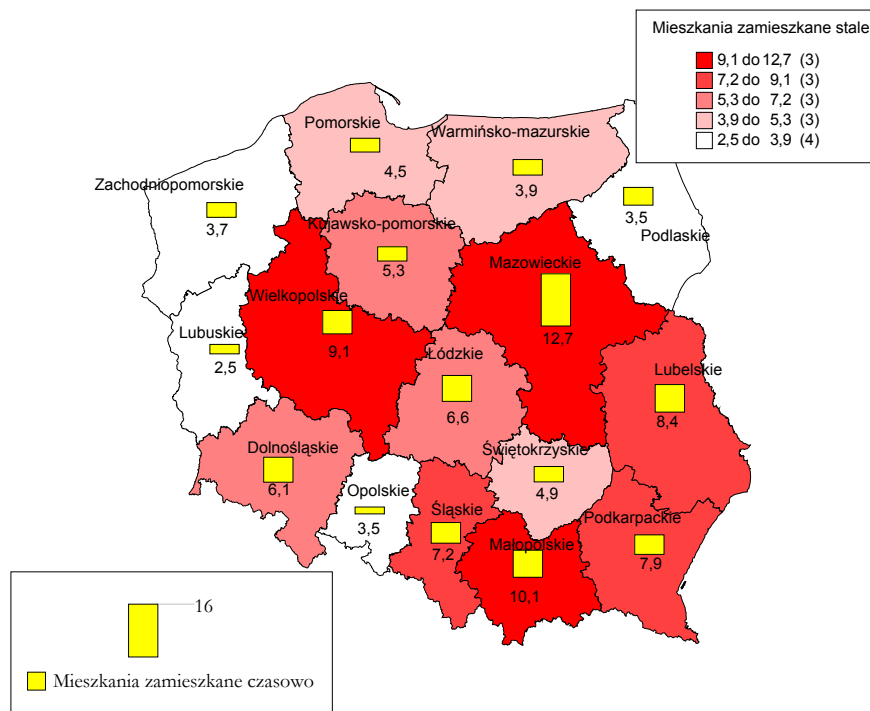 Mieszkania zamieszkane stale
9,1 do 12,7 (3)
7,2 do 9,1 (3)
5,3 do 7,2 (3)
3,9 do 5,3 (3)
2,5 do 3,9 (4)
Pomorskie
4,5
Warmińsko-mazurskie
3,9
Zachodniopomorskie
3,7
3,5
Podlaskie
Kujawsko-pomorskie
5,3
Mazowieckie
12,7
Wielkopolskie
9,1
Lubuskie
2,5
Łódzkie
6,6
Lubelskie
8,4
Dolnośląskie
6,1
Opolskie
3,5
Śląskie
7,2
Świętokrzyskie
4,9
Małopolskie
10,1
Podkarpackie
7,9
16
Mieszkania zamieszkane czasowo